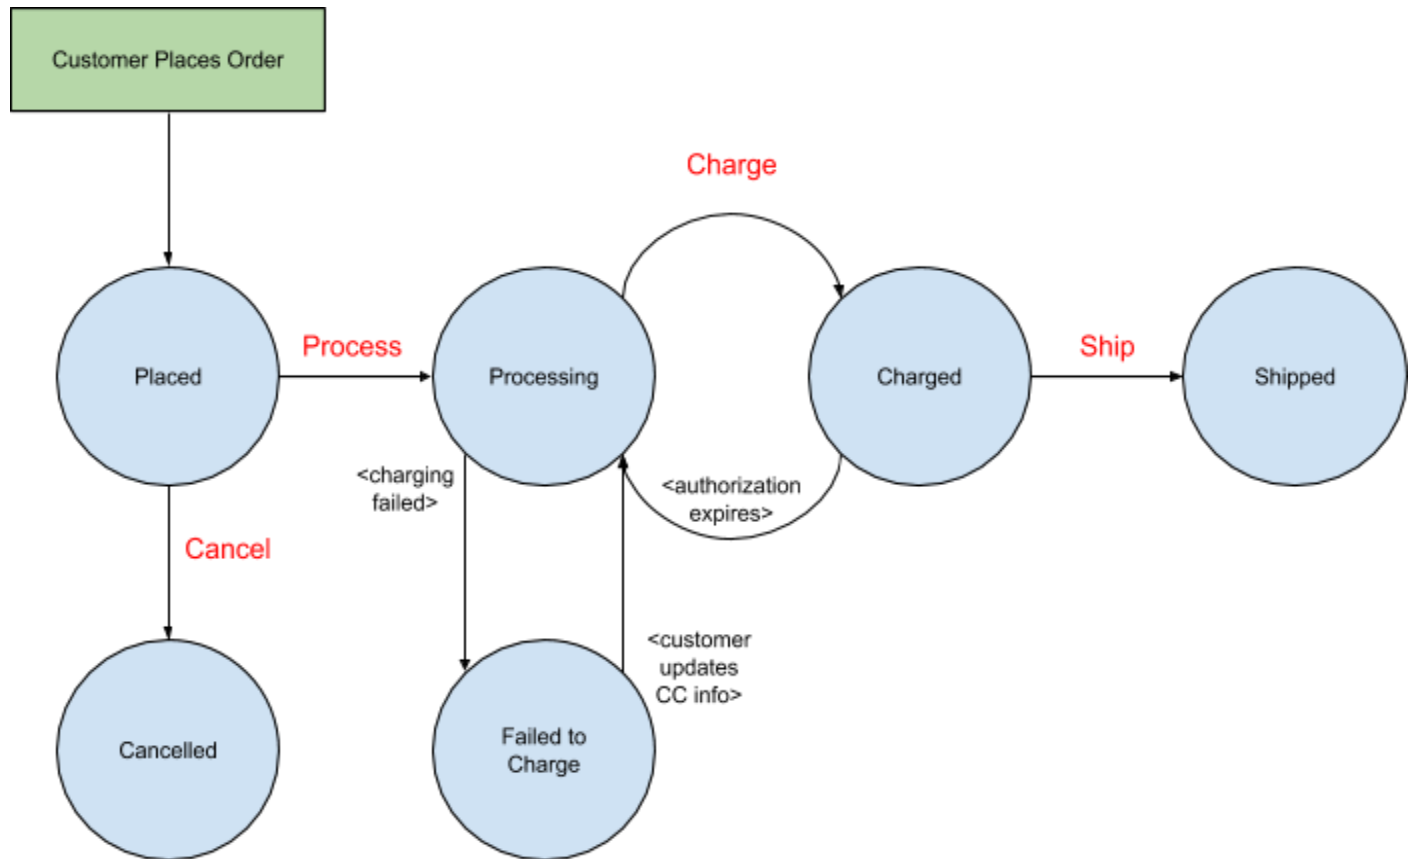 Customer Places Order
Charge
Process
Ship
Placed
Processing
Charged
Shipped
<charging
failed>
<authorization
expires>
Cancel
<customer
updates
CC info>
Cancelled
Failed to
Charge